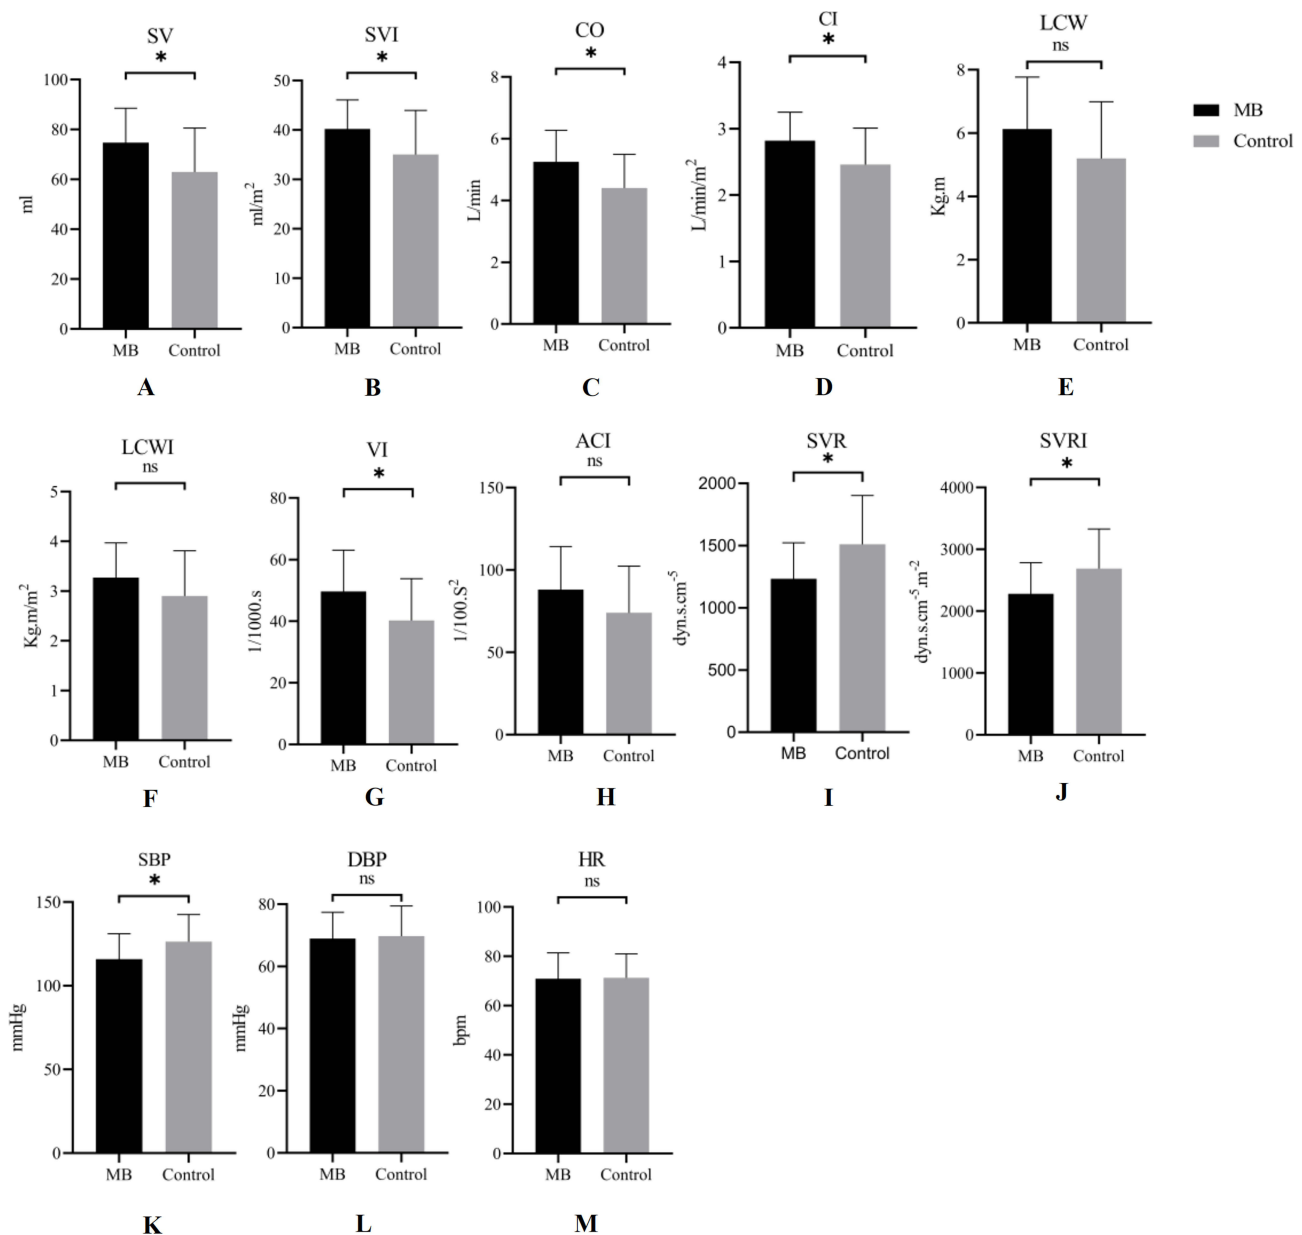 SV
*
100
80
60
40
20
0
ml
MB
Control
A
SVI
*
50
40
30
20
10
0
ml/m²
MB
Control
B
CO
*
8
6
4
2
0
L/min
MB
Control
C
CI
*
4
3
2
1
0
L/min/m²
MB
Control
D
LCW
ns
8
6
4
2
0
Kg.m
MB
Control
E
MB
Control
LCWI
ns
5
4
3
2
1
0
Kg.m/m²
MB
Control
F
VI
*
80
60
40
20
0
1/1000.s
MB
Control
G
ACI
ns
150
100
50
0
1/100.S²
MB
Control
H
SVR
*
2000
1500
1000
500
0
dyn.s.cm⁻⁵
MB
Control
I
SVRI
*
4000
3000
2000
1000
0
dyn.s.cm⁻⁵.m⁻²
MB
Control
J
SBP
*
150
100
50
0
mmHg
MB
Control
K
DBP
ns
80
60
40
20
0
mmHg
MB
Control
L
HR
ns
100
80
60
40
20
0
bpm
MB
Control
M